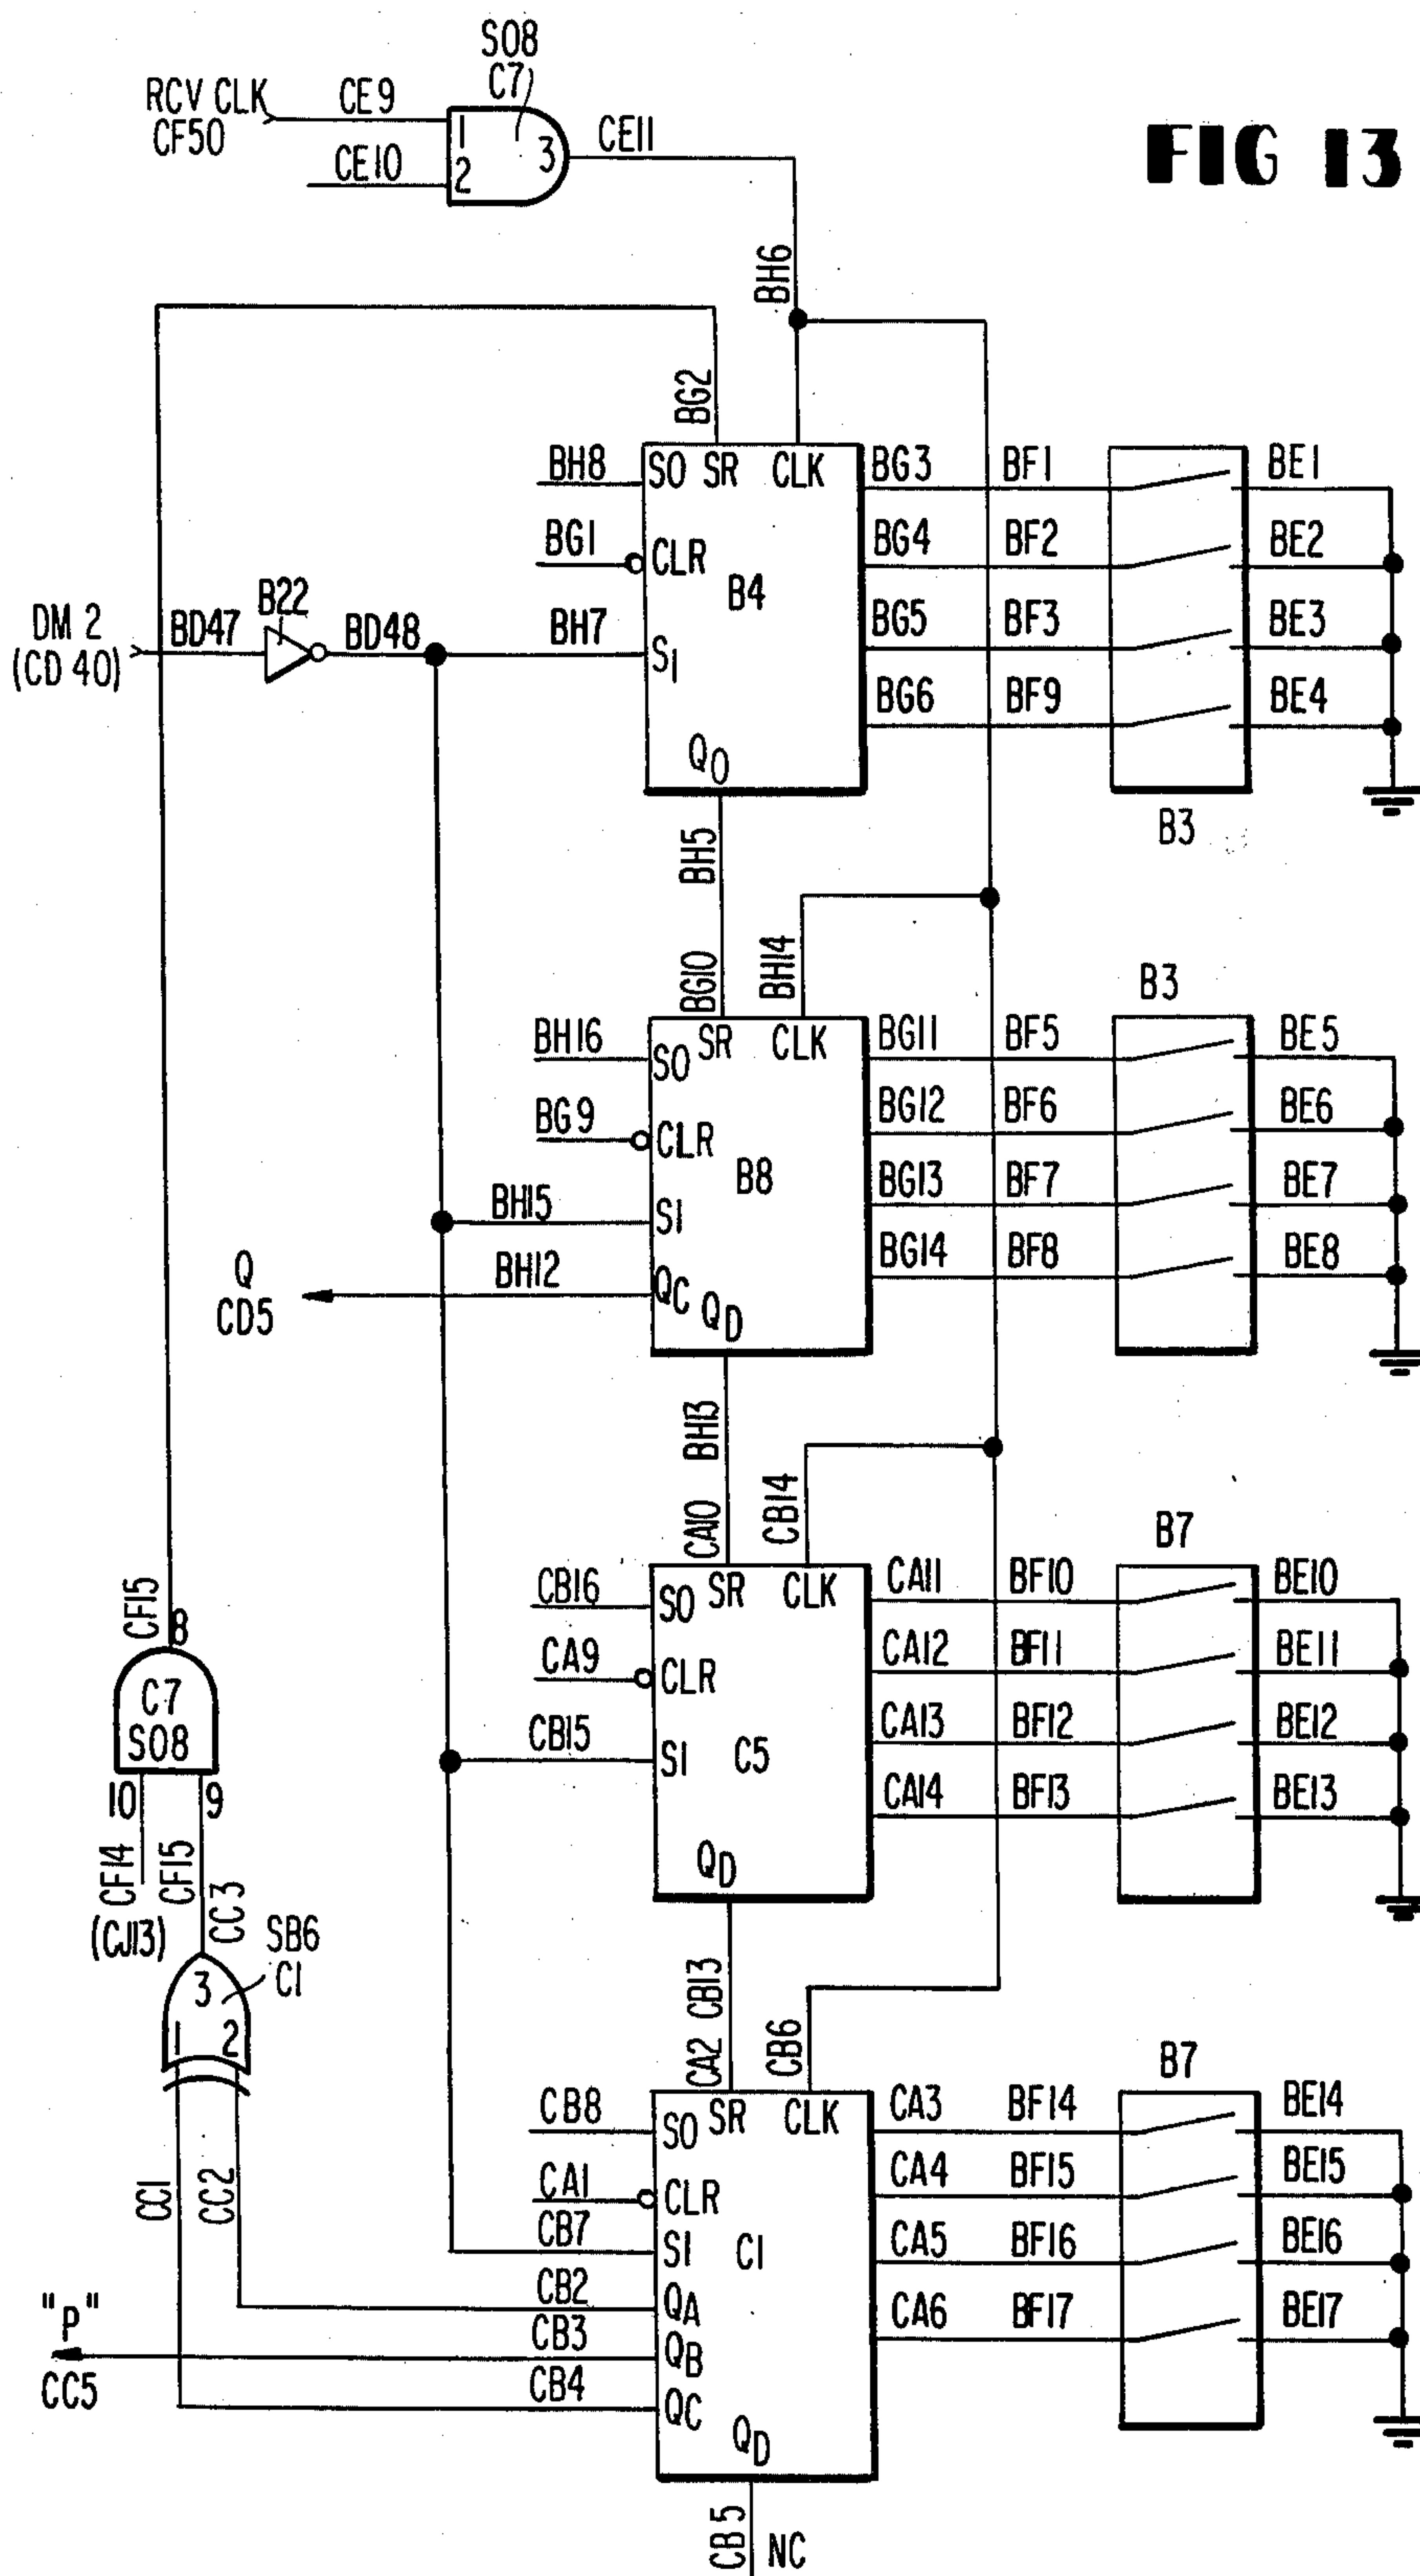 FIG 13
S08
C7
RCV CLK
CF50
CE9
CE10
1
2
3
CE11
BH6
BG2
BH8
SO SR CLK
BG1
CLR
B4
DM 2
(CD 40)
BD47
B22
BD48
BH7
S1
QO
BG3 BF1 BE1
BG4 BF2 BE2
BG5 BF3 BE3
BG6 BF9 BE4
B3
BH5
BG10
BH14
B3
BH16
SO SR CLK
BG9
CLR
B8
BH15
S1
Q
CD5
BH12
QC
QD
BG11 BF5 BE5
BG12 BF6 BE6
BG13 BF7 BE7
BG14 BF8 BE8
BH13
CA10
CB14
B7
CB16
SO SR CLK
CA9
CLR
CB15
S1
C5
QD
CA11 BF10 BE10
CA12 BF11 BE11
CA13 BF12 BE12
CA14 BF13 BE13
CF15
8
C7
S08
10
9
CF14
(CJ13)
CF15
CC3
SB6
C1
3
1
2
CC1
CC2
CB13
CA2
CB6
B7
CB8
SO SR CLK
CA1
CLR
CB7
S1
C1
CB2
QA
"P"
CC5
CB3
QB
CB4
QC
QD
CA3 BF14 BE14
CA4 BF15 BE15
CA5 BF16 BE16
CA6 BF17 BE17
CB5
NC